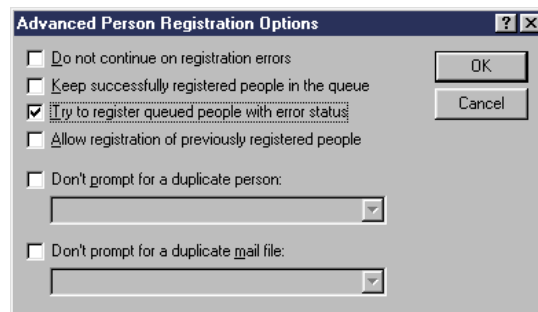 Advanced Person Registration Options
Do not continue on registration errors
OK
Keep successfully registered people in the queue
Try to register queued people with error status
Cancel
Allow registration of previously registered people
Don't prompt for a duplicate person:
Don't prompt for a duplicate mail file: